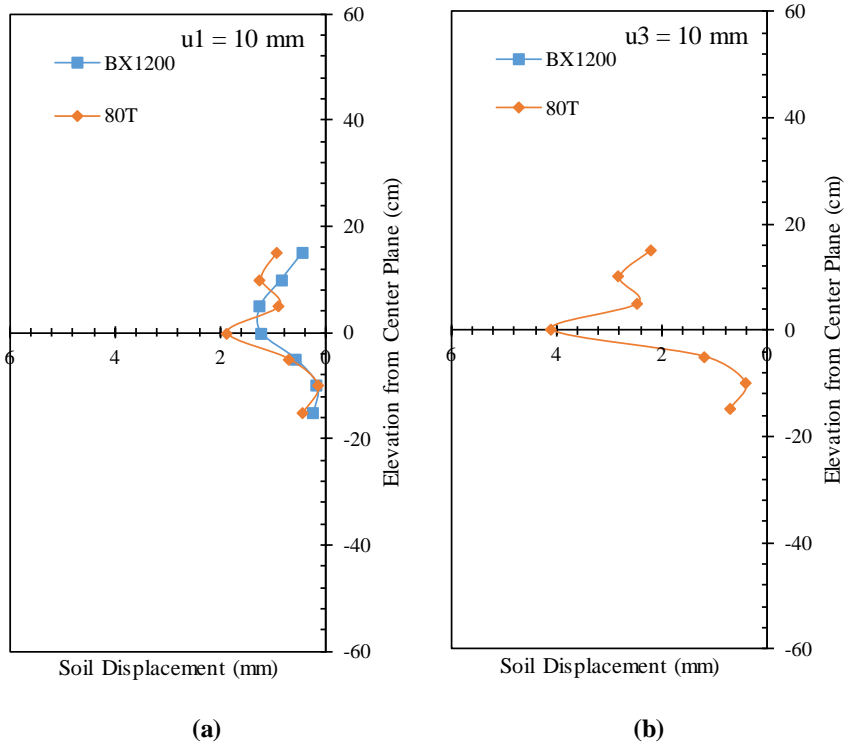 u1 = 10 mm
BX1200
80T
60
40
20
0
-20
-40
-60
6
4
2
0
Elevation from Center Plane (cm)
Soil Displacement (mm)
(a)
u3 = 10 mm
BX1200
80T
60
40
20
0
-20
-40
-60
6
4
2
0
Elevation from Center Plane (cm)
Soil Displacement (mm)
(b)